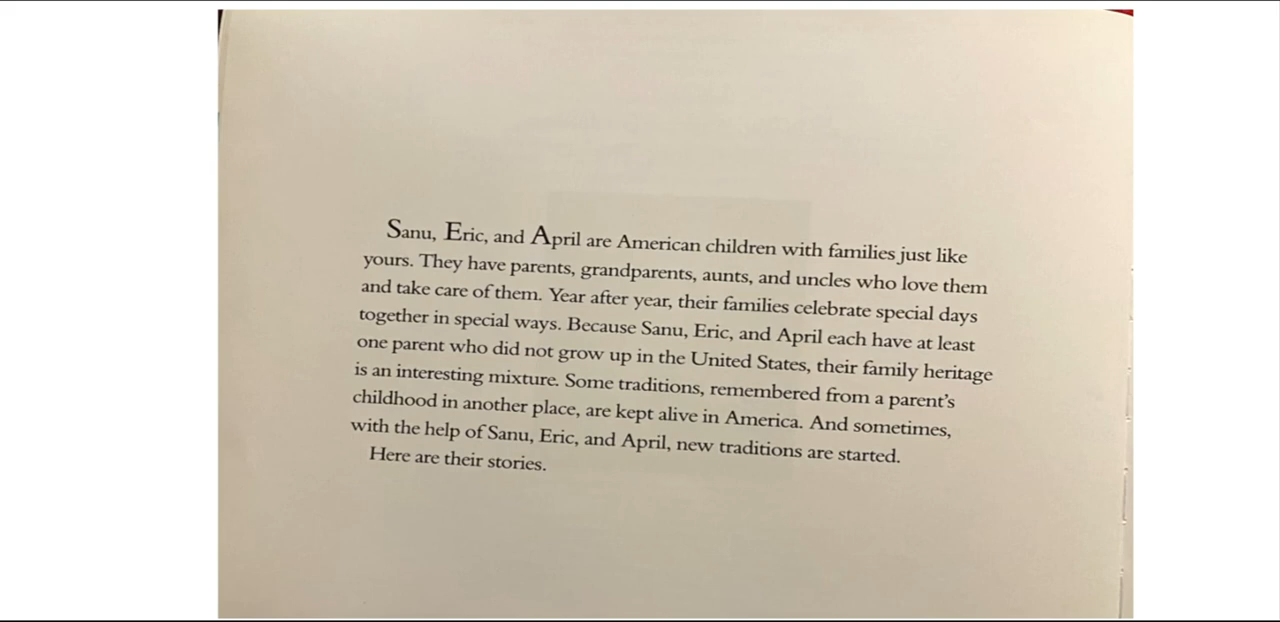 Sanu, Eric, and April are American children with families just like
yours. They have parents, grandparents, aunts, and uncles who love them
and take care of them. Year after year, their families celebrate special days
together in special ways. Because Sanu, Eric, and April each have at least
one parent who did not grow up in the United States, their family heritage
is an interesting mixture. Some traditions, remembered from a parent's
childhood in another place, are kept alive in America. And sometimes,
with the help of Sanu, Eric, and April, new traditions are started.
Here are their stories.